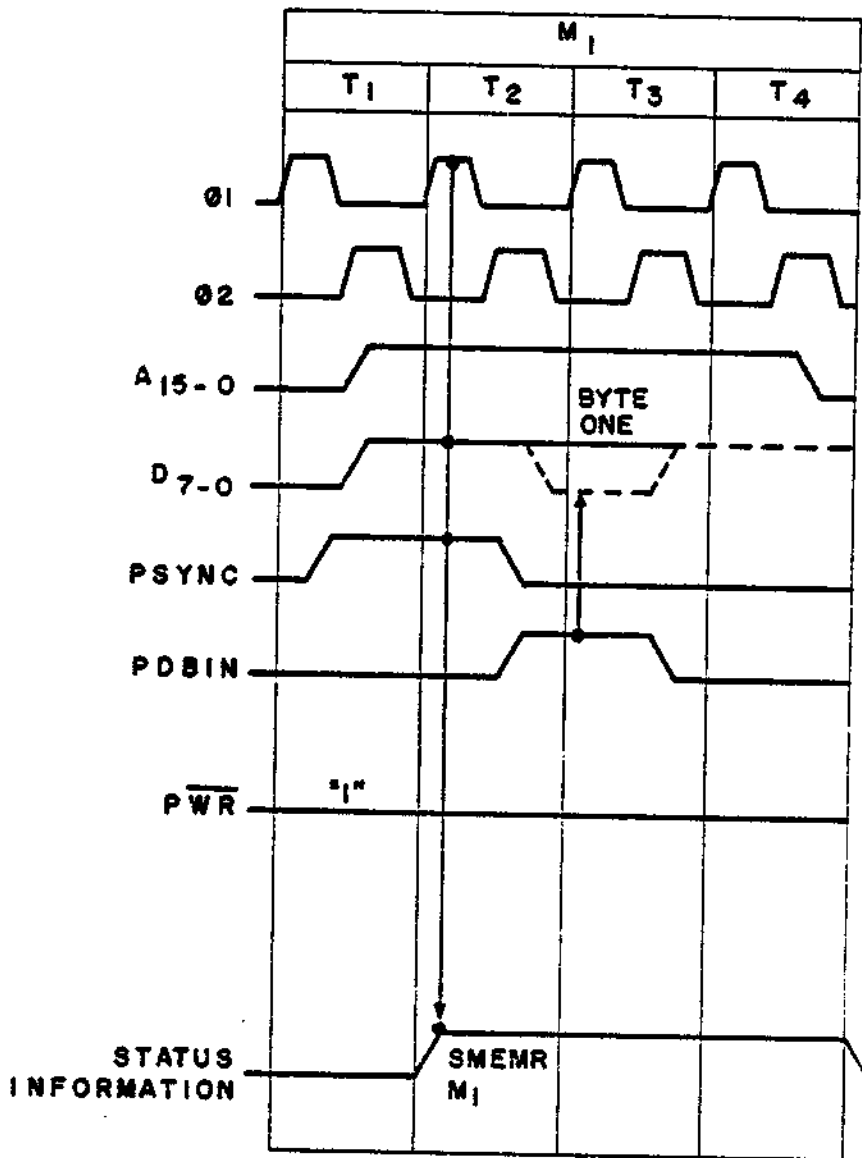 M1
T1 T2 T3 T4
Ø1
Ø2
A15-0
BYTE
ONE
D7-0
PSYNC
PDBIN
PWR "1"
STATUS
INFORMATION
SMEMR
M1